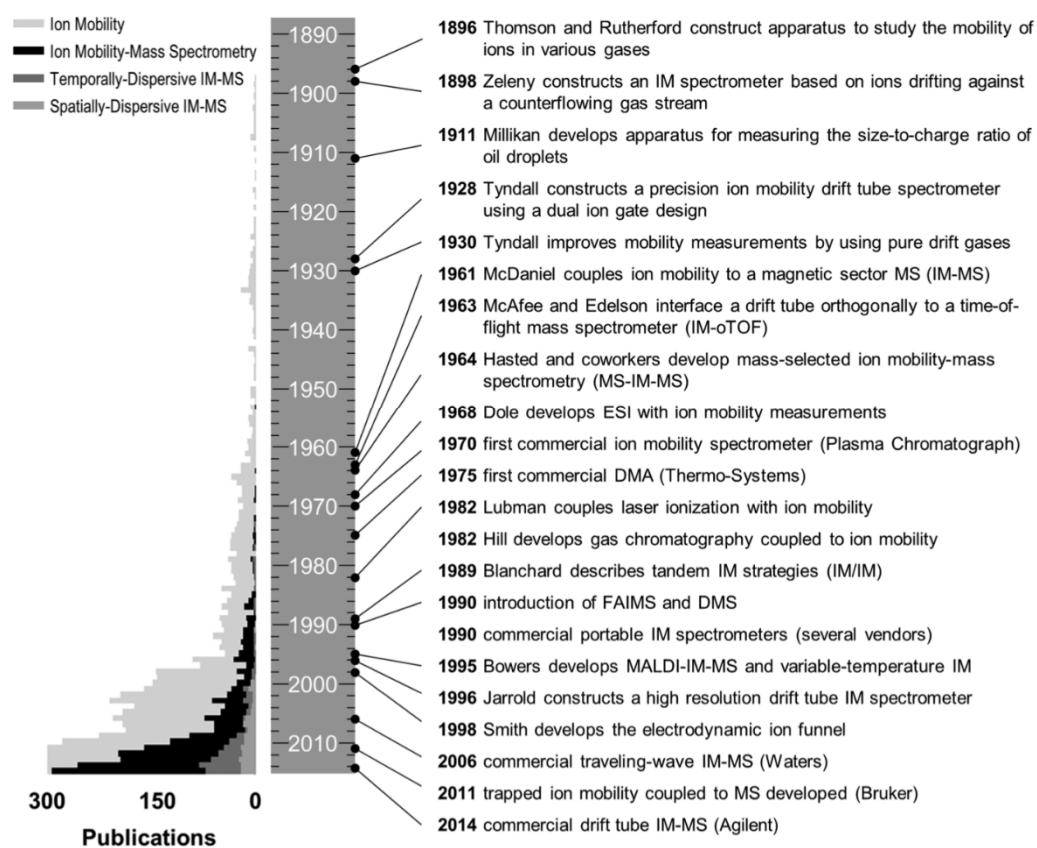 Ion Mobility
Ion Mobility-Mass Spectrometry
Temporally-Dispersive IM-MS
Spatially-Dispersive IM-MS
1890
1900
1910
1920
1930
1940
1950
1960
1970
1980
1990
2000
2010
300 150 0
Publications
1896 Thomson and Rutherford construct apparatus to study the mobility of
ions in various gases
1898 Zeleny constructs an IM spectrometer based on ions drifting against
a counterflowing gas stream
1911 Millikan develops apparatus for measuring the size-to-charge ratio of
oil droplets
1928 Tyndall constructs a precision ion mobility drift tube spectrometer
using a dual ion gate design
1930 Tyndall improves mobility measurements by using pure drift gases
1961 McDaniel couples ion mobility to a magnetic sector MS (IM-MS)
1963 McAfee and Edelson interface a drift tube orthogonally to a time-of-
flight mass spectrometer (IM-oTOF)
1964 Hasted and coworkers develop mass-selected ion mobility-mass
spectrometry (MS-IM-MS)
1968 Dole develops ESI with ion mobility measurements
1970 first commercial ion mobility spectrometer (Plasma Chromatograph)
1975 first commercial DMA (Thermo-Systems)
1982 Lubman couples laser ionization with ion mobility
1982 Hill develops gas chromatography coupled to ion mobility
1989 Blanchard describes tandem IM strategies (IM/IM)
1990 introduction of FAIMS and DMS
1990 commercial portable IM spectrometers (several vendors)
1995 Bowers develops MALDI-IM-MS and variable-temperature IM
1996 Jarrold constructs a high resolution drift tube IM spectrometer
1998 Smith develops the electrodynamic ion funnel
2006 commercial traveling-wave IM-MS (Waters)
2011 trapped ion mobility coupled to MS developed (Bruker)
2014 commercial drift tube IM-MS (Agilent)